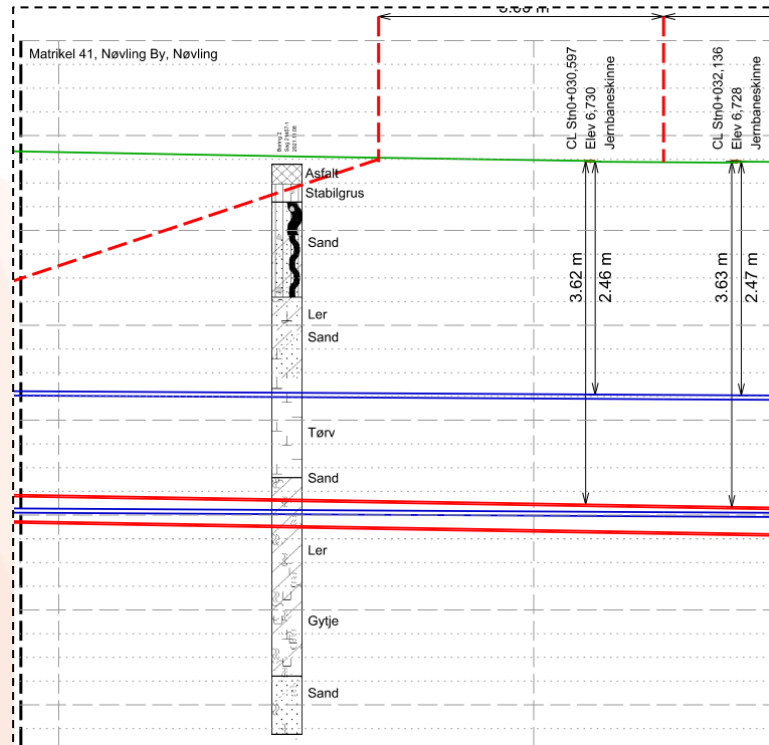 Matrikel 41, Nøvling By, Nøvling
CL Stn0+030,597
Elev 6,730
Jernbaneskinne
CL Stn0+032,136
Elev 6,728
Jernbaneskinne
Asfalt
Stabilgrus
Sand
3.62 m
2.46 m
3.63 m
2.47 m
Ler
Sand
Tørv
Sand
Ler
Gytje
Sand